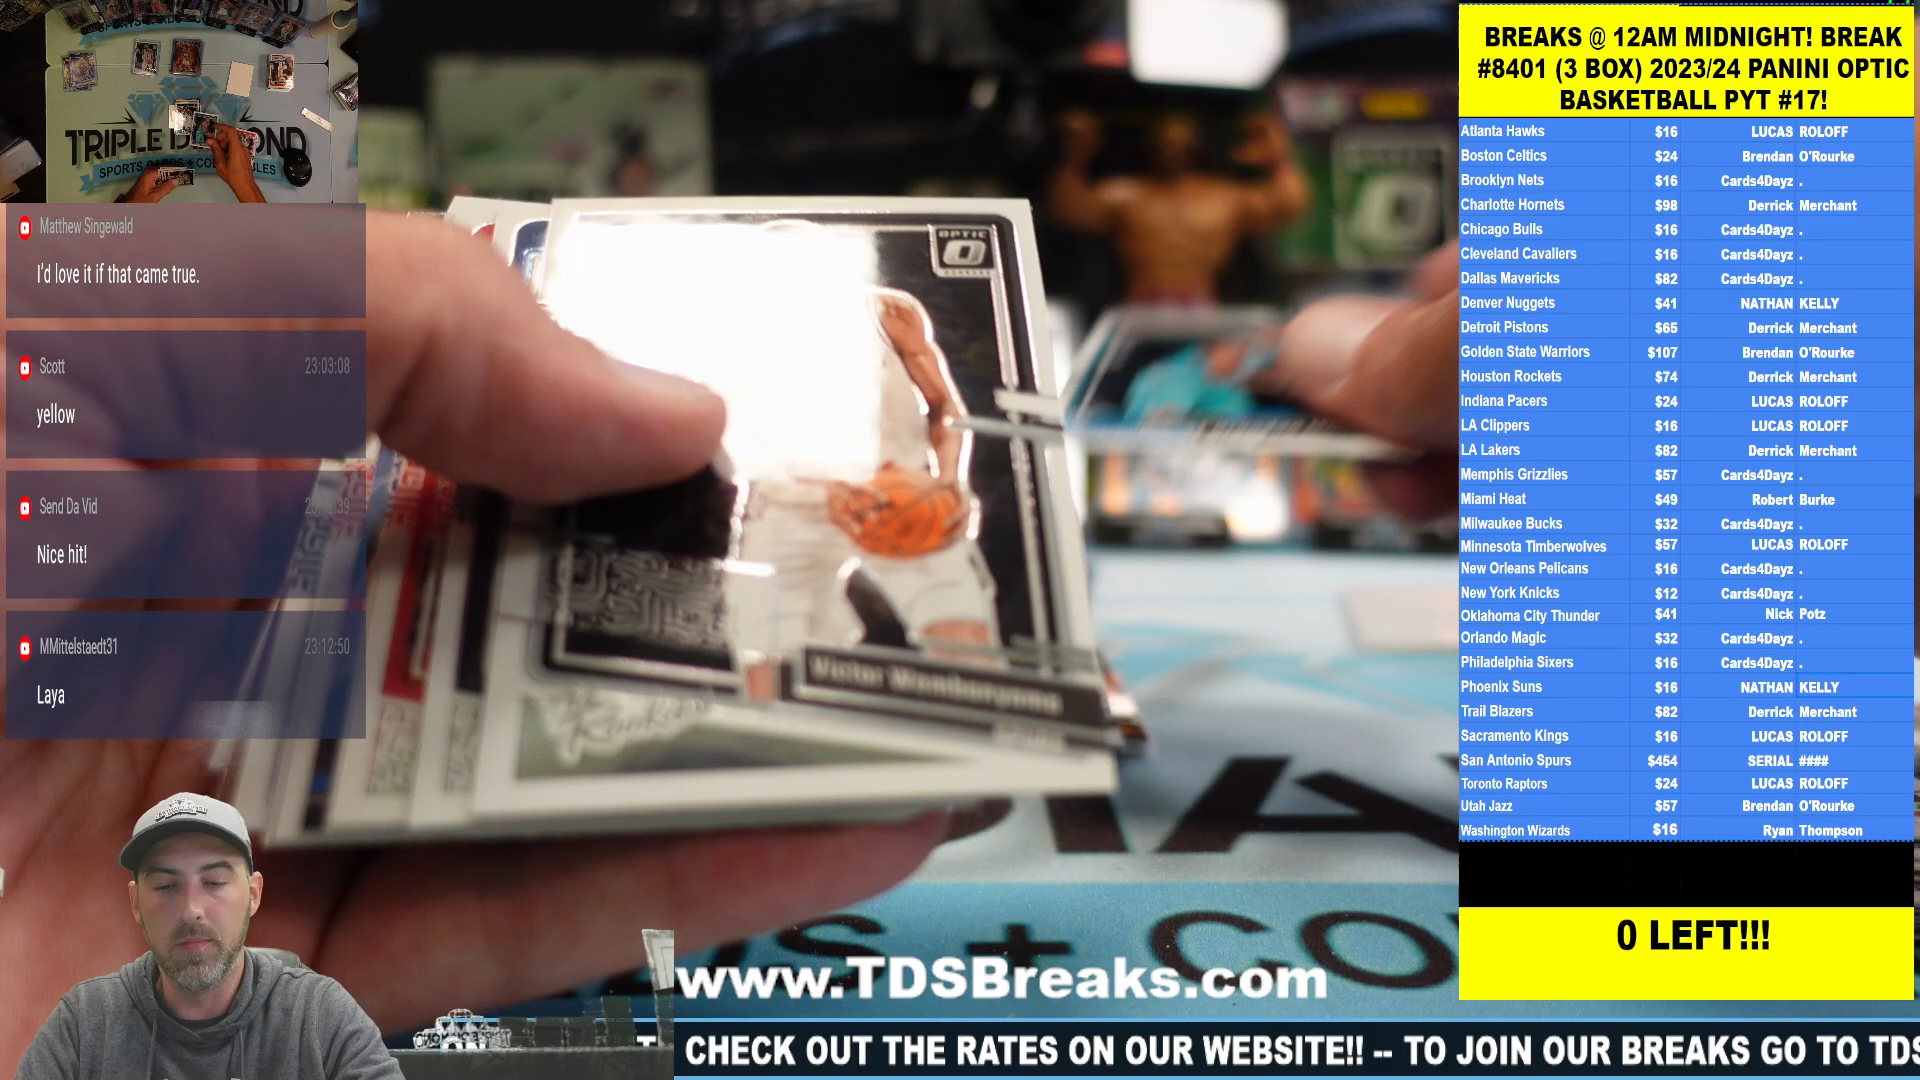 BREAKS @ 12AM MIDNIGHT! BREAK
#8401 (3 BOX) 2023/24 PANINI OPTIC
BASKETBALL PYT #17!
Atlanta Hawks $16 LUCAS ROLOFF
Boston Celtics $24 Brendan O'Rourke
Brooklyn Nets $16 Cards4Dayz .
Charlotte Hornets $98 Derrick Merchant
Chicago Bulls $16 Cards4Dayz .
Cleveland Cavaliers $16 Cards4Dayz .
Dallas Mavericks $82 Cards4Dayz .
Denver Nuggets $41 NATHAN KELLY
Detroit Pistons $65 Derrick Merchant
Golden State Warriors $107 Brendan O'Rourke
Houston Rockets $74 Derrick Merchant
Indiana Pacers $24 LUCAS ROLOFF
LA Clippers $16 LUCAS ROLOFF
LA Lakers $82 Derrick Merchant
Memphis Grizzlies $57 Cards4Dayz .
Miami Heat $49 Robert Burke
Milwaukee Bucks $32 Cards4Dayz .
Minnesota Timberwolves $57 LUCAS ROLOFF
New Orleans Pelicans $16 Cards4Dayz .
New York Knicks $12 Cards4Dayz .
Oklahoma City Thunder $41 Nick Potz
Orlando Magic $32 Cards4Dayz .
Philadelphia Sixers $16 Cards4Dayz .
Phoenix Suns $16 NATHAN KELLY
Trail Blazers $82 Derrick Merchant
Sacramento Kings $16 LUCAS ROLOFF
San Antonio Spurs $454 SERIAL ####
Toronto Raptors $24 LUCAS ROLOFF
Utah Jazz $57 Brendan O'Rourke
Washington Wizards $16 Ryan Thompson
0 LEFT!!!
TRIPLE DIAMOND
SPORTS CARDS + COLLECTIBLES
Matthew Singewald
I'd love it if that came true.
Scott 23:03:08
yellow
Send Da Vid
Nice hit!
MMittelstaedt31 23:12:50
Laya
OPTIC
Victor Wembanyama
Rookies
www.TDSBreaks.com
CHECK OUT THE RATES ON OUR WEBSITE!! -- TO JOIN OUR BREAKS GO TO TDS